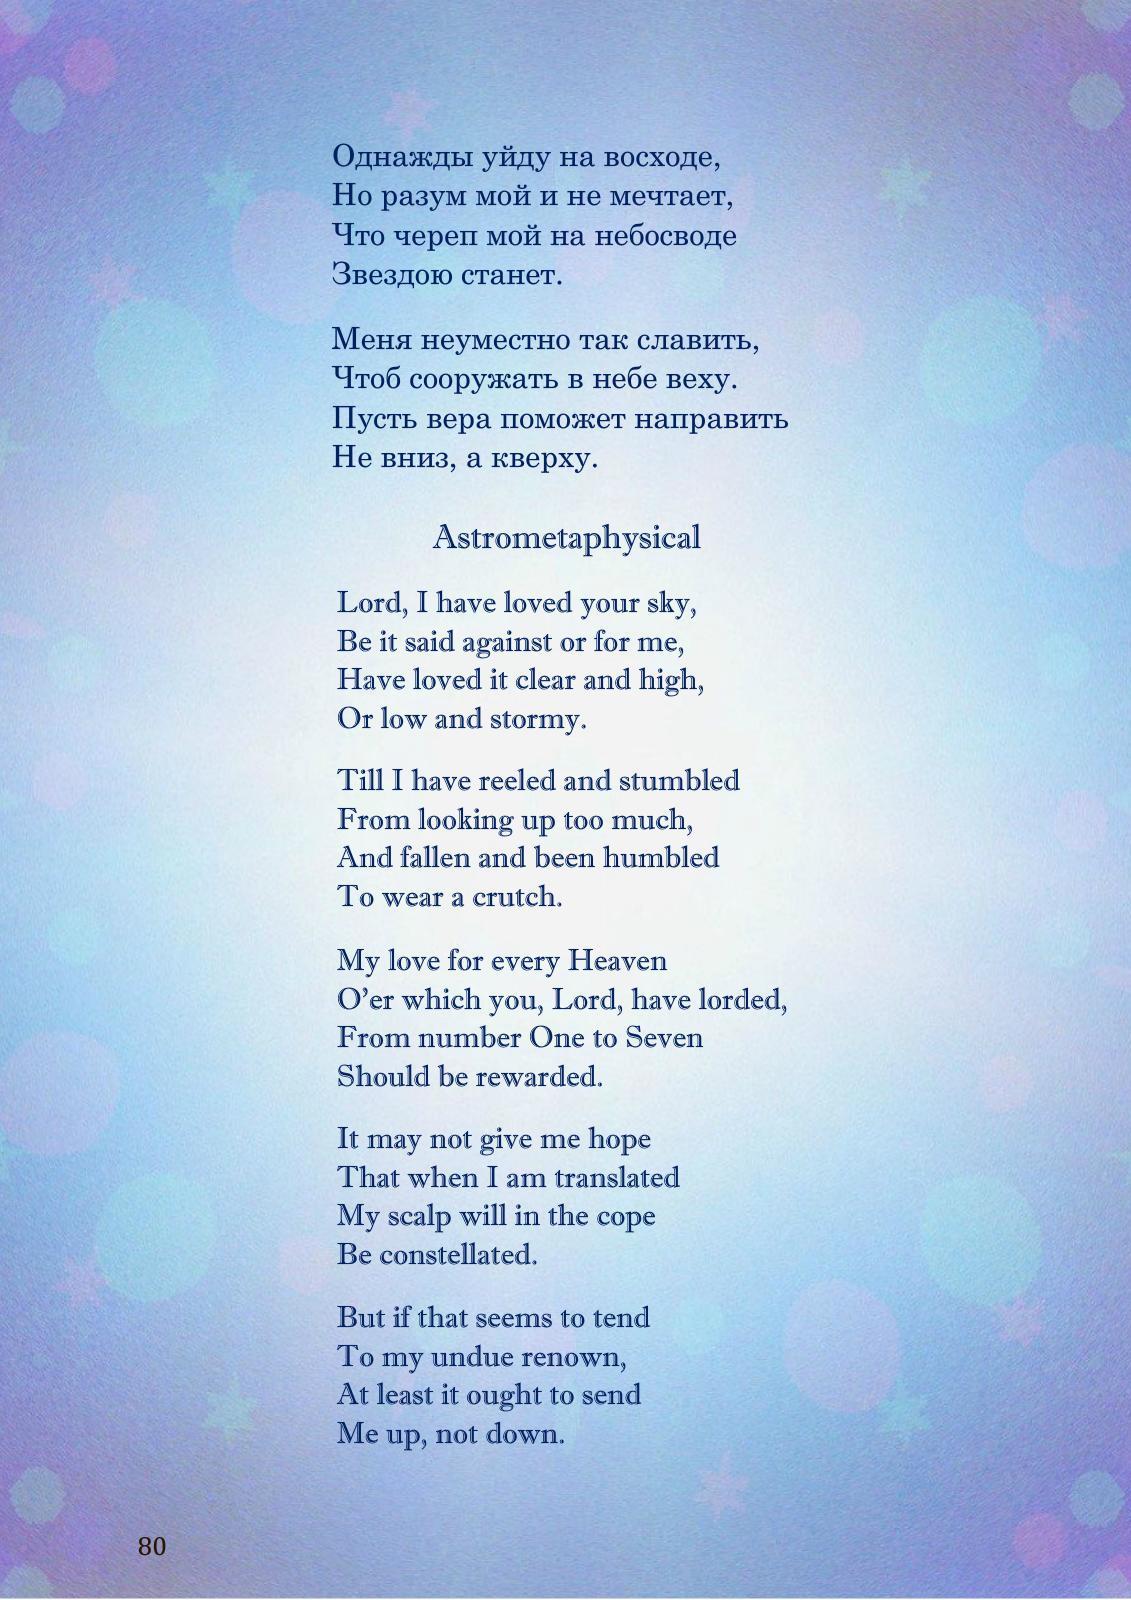 Однажды уйду на восходе,
Но разум мой и не мечтает,
Что череп мой на небосводе
Звездою станет.
Меня неуместно так славить,
Чтоб сооружать в небе веху.
Пусть вера поможет направить
Не вниз, а кверху.
Astrometaphysical
Lord, I have loved your sky,
Be it said against or for me,
Have loved it clear and high,
Or low and stormy.
Till I have reeled and stumbled
From looking up too much,
And fallen and been humbled
To wear a crutch.
My love for every Heaven
O’er which you, Lord, have lorded,
From number One to Seven
Should be rewarded.
It may not give me hope
That when I am translated
My scalp will in the cope
Be constellated.
But if that seems to tend
To my undue renown,
At least it ought to send
Me up, not down.
80